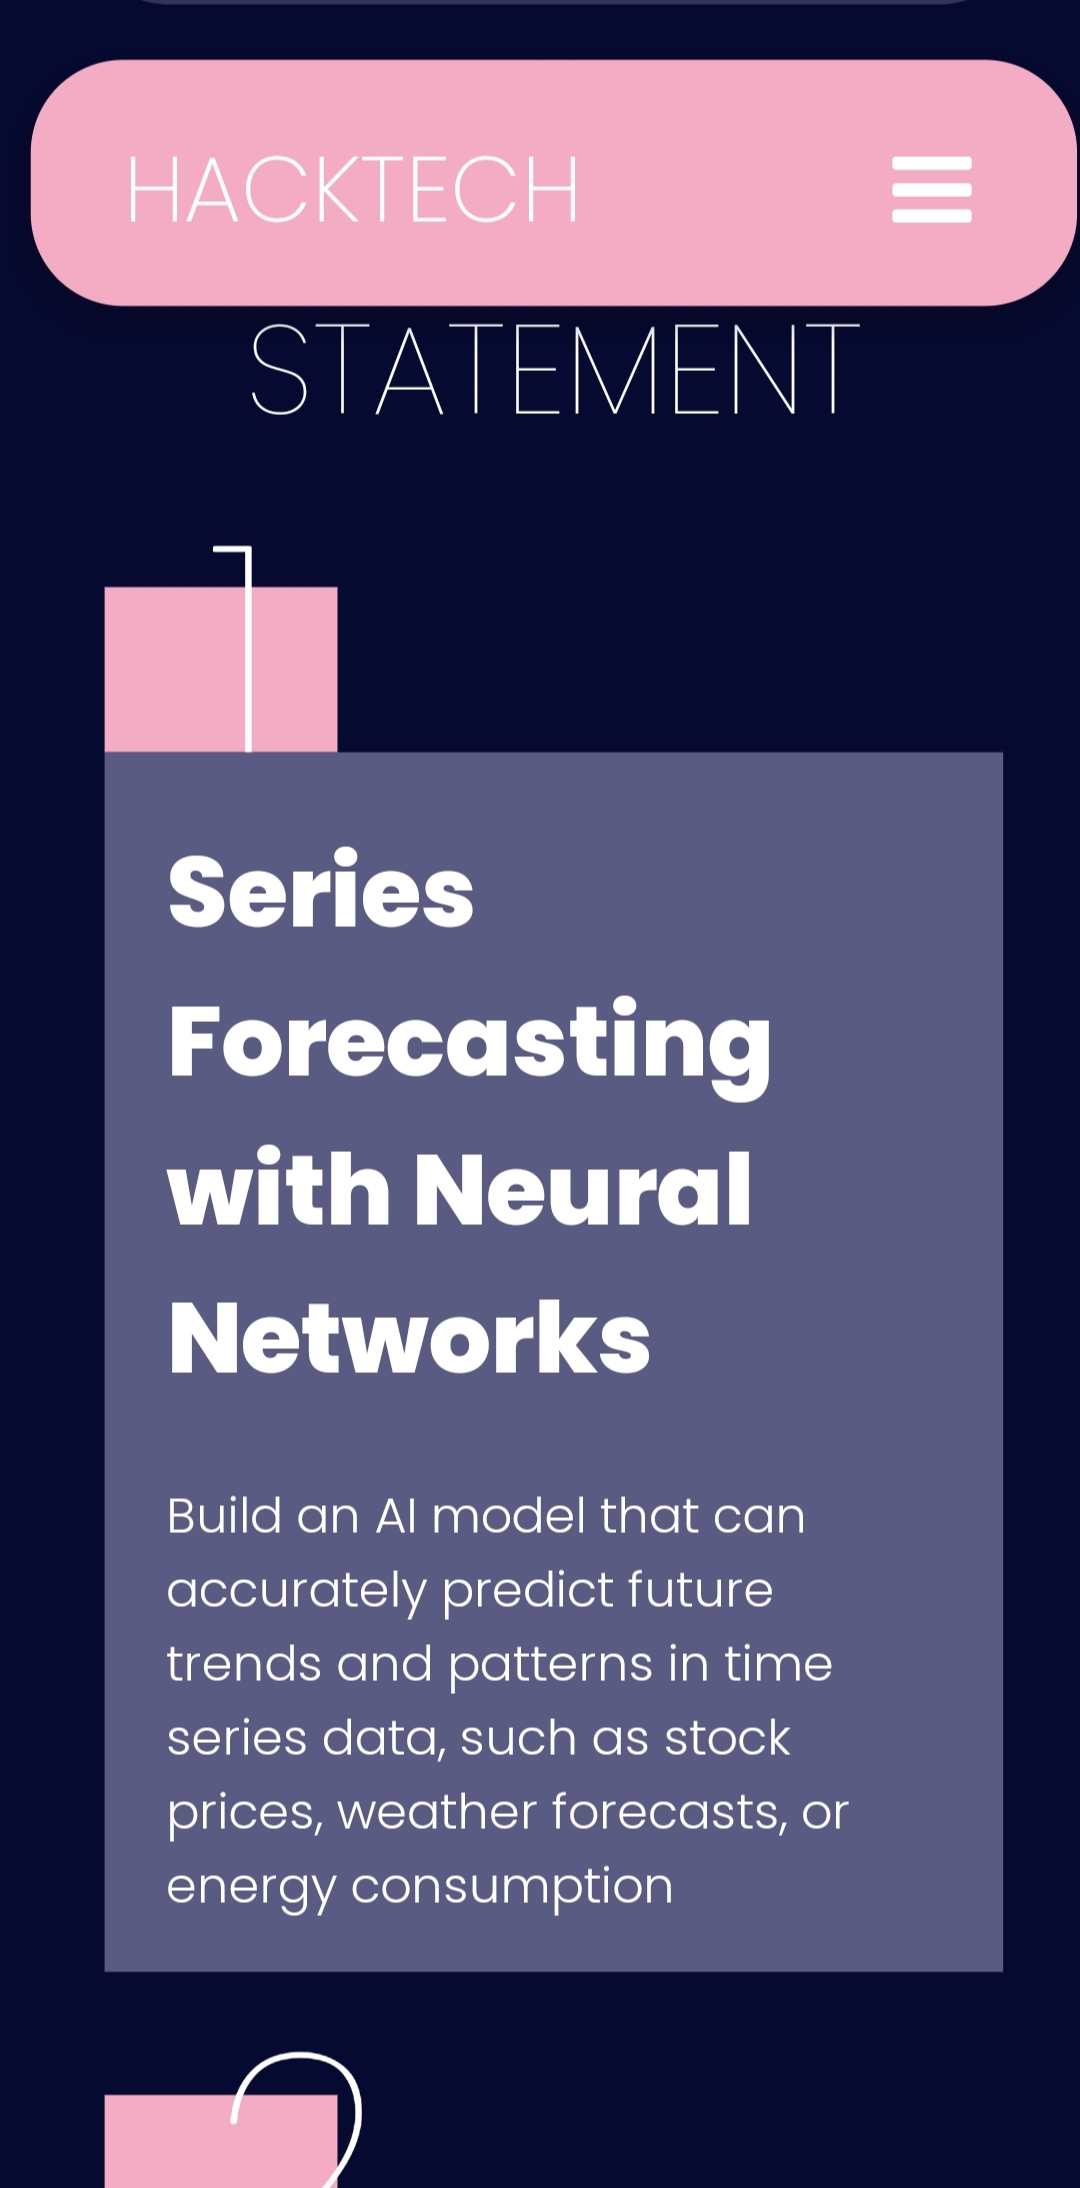 HACKTECH
STATEMENT
1
Series
Forecasting
with Neural
Networks
Build an AI model that can
accurately predict future
trends and patterns in time
series data, such as stock
prices, weather forecasts, or
energy consumption
2